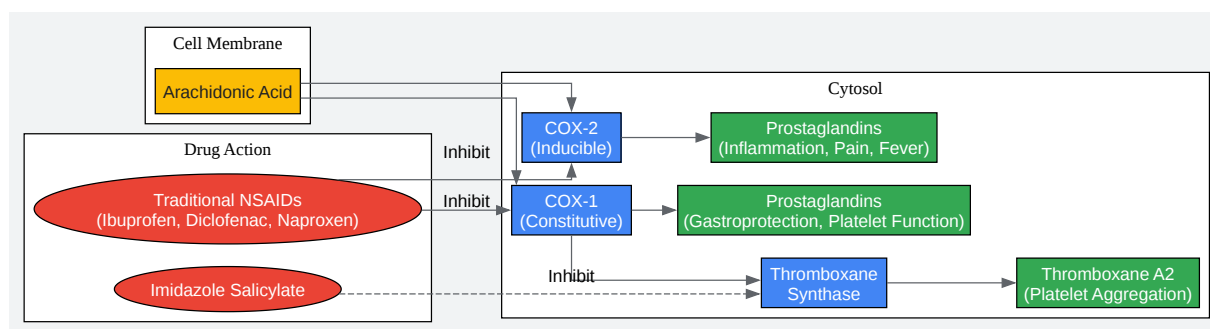 Cell Membrane
Arachidonic Acid
Cytosol
COX-2
(Inducible)
Prostaglandins
(Inflammation, Pain, Fever)
Drug Action
Inhibit
Traditional NSAIDs
(Ibuprofen, Diclofenac, Naproxen)
Inhibit
COX-1
(Constitutive)
Prostaglandins
(Gastroprotection, Platelet Function)
Imidazole Salicylate
Inhibit
Thromboxane
Synthase
Thromboxane A2
(Platelet Aggregation)